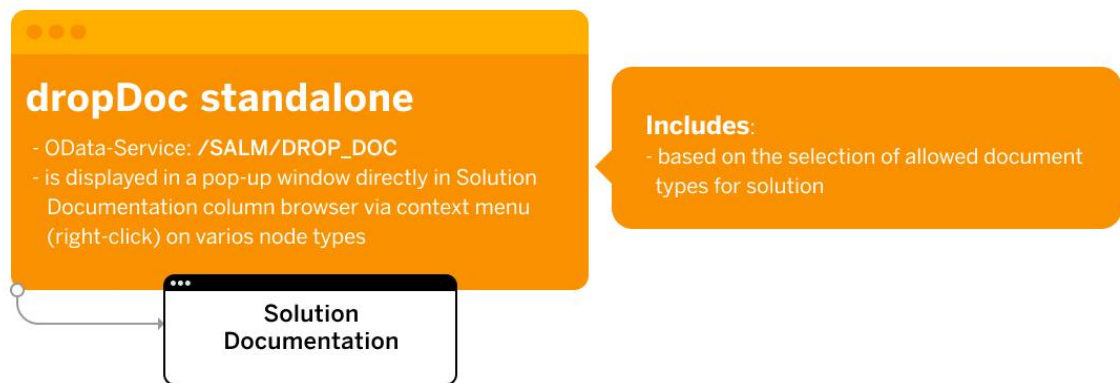 dropDoc standalone
- OData-Service: /SALM/DROP_DOC
- is displayed in a pop-up window directly in Solution
Documentation column browser via context menu
(right-click) on varios node types
Includes:
- based on the selection of allowed document
types for solution
Solution
Documentation